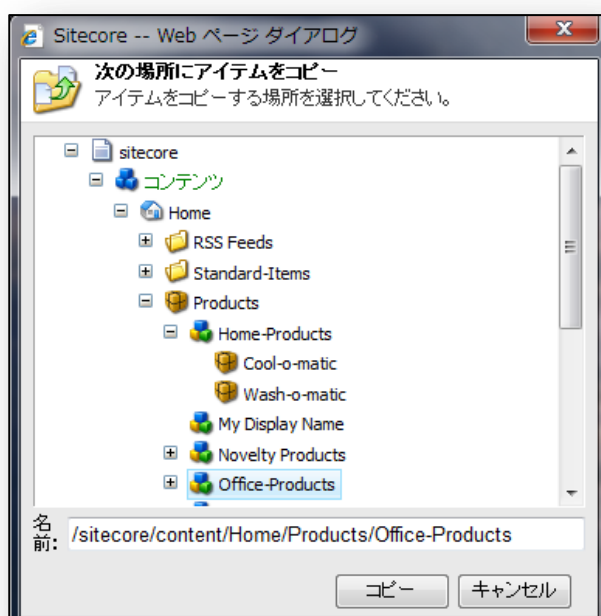 Sitecore -- Web ページ ダイアログ
次の場所にアイテムをコピー
アイテムをコピーする場所を選択してください。
sitecore
コンテンツ
Home
RSS Feeds
Standard-Items
Products
Home-Products
Cool-o-matic
Wash-o-matic
My Display Name
Novelty Products
Office-Products
名前: /sitecore/content/Home/Products/Office-Products
コピー キャンセル